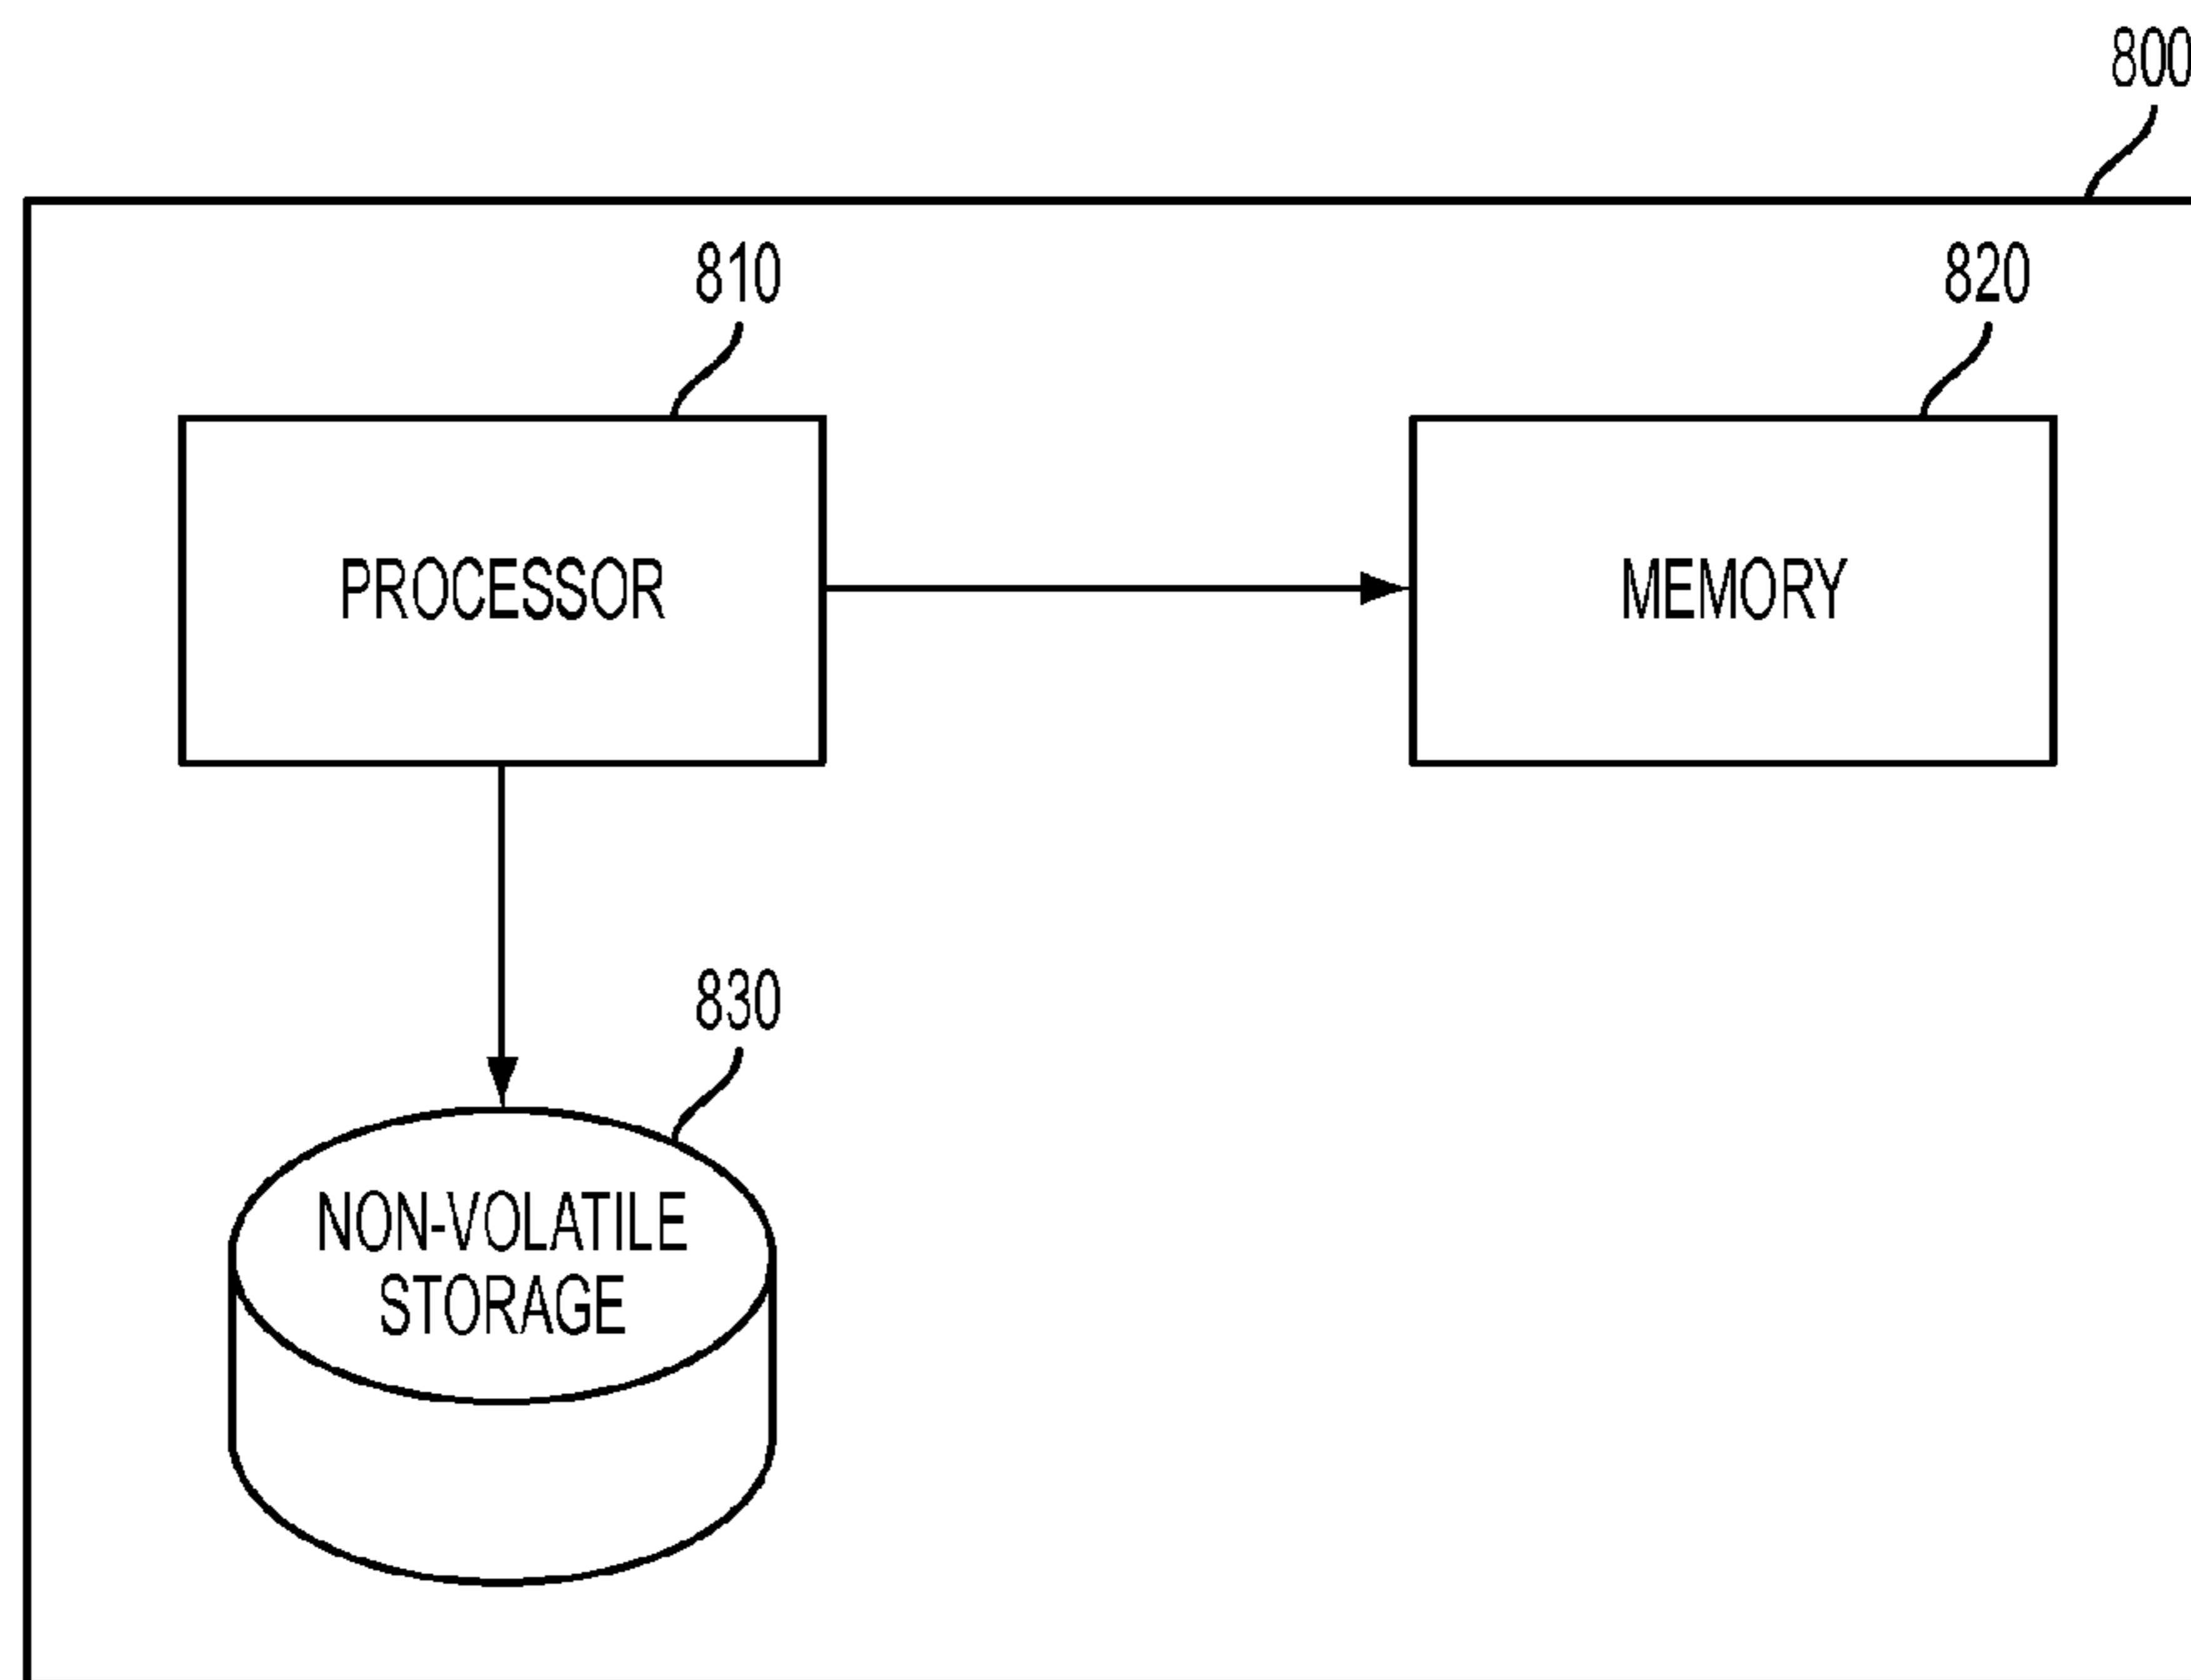 800
810
820
PROCESSOR
MEMORY
830
NON-VOLATILE
STORAGE